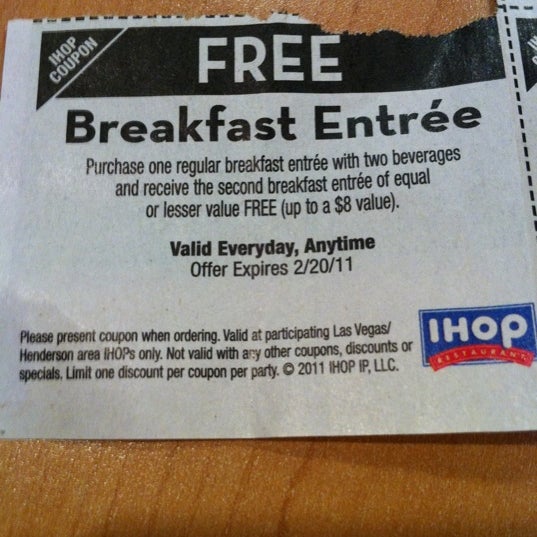 IHOP
COUPON
FREE
Breakfast Entrée
Purchase one regular breakfast entrée with two beverages
and receive the second breakfast entrée of equal
or lesser value FREE (up to a $8 value).
Valid Everyday, Anytime
Offer Expires 2/20/11
Please present coupon when ordering. Valid at participating Las Vegas/
Henderson area IHOPs only. Not valid with any other coupons, discounts or
specials. Limit one discount per coupon per party. © 2011 IHOP IP, LLC.
IHOP
RESTAURANT